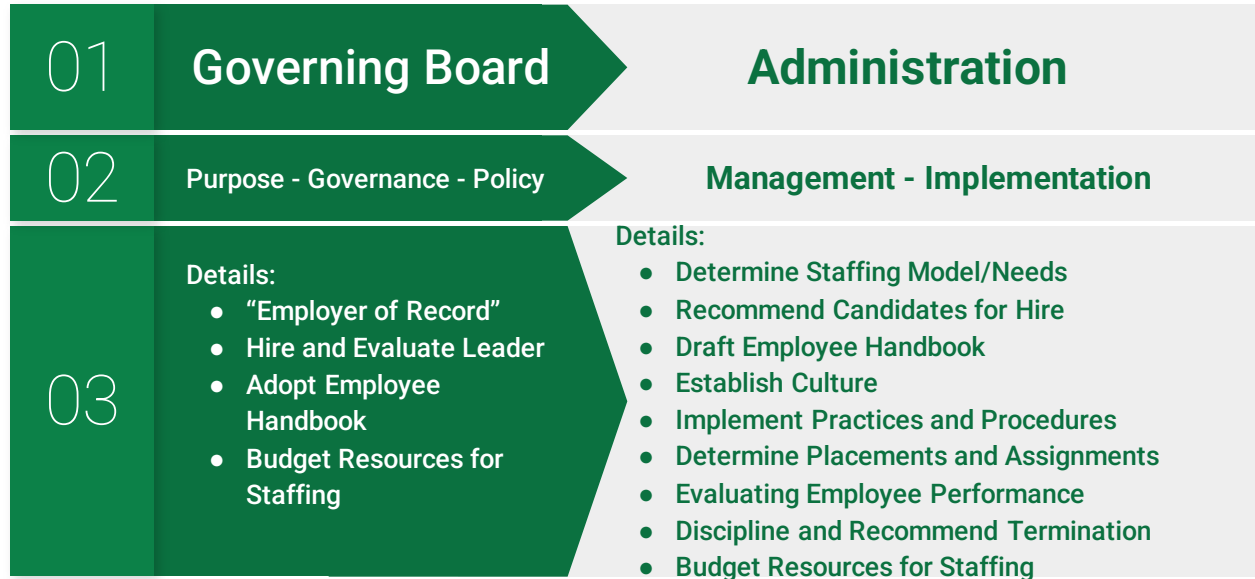 01
Governing Board
Administration
02
Purpose - Governance - Policy
Management - Implementation
03
Details:
● “Employer of Record”
● Hire and Evaluate Leader
● Adopt Employee
Handbook
● Budget Resources for
Staffing
Details:
● Determine Staffing Model/Needs
● Recommend Candidates for Hire
● Draft Employee Handbook
● Establish Culture
● Implement Practices and Procedures
● Determine Placements and Assignments
● Evaluating Employee Performance
● Discipline and Recommend Termination
● Budget Resources for Staffing